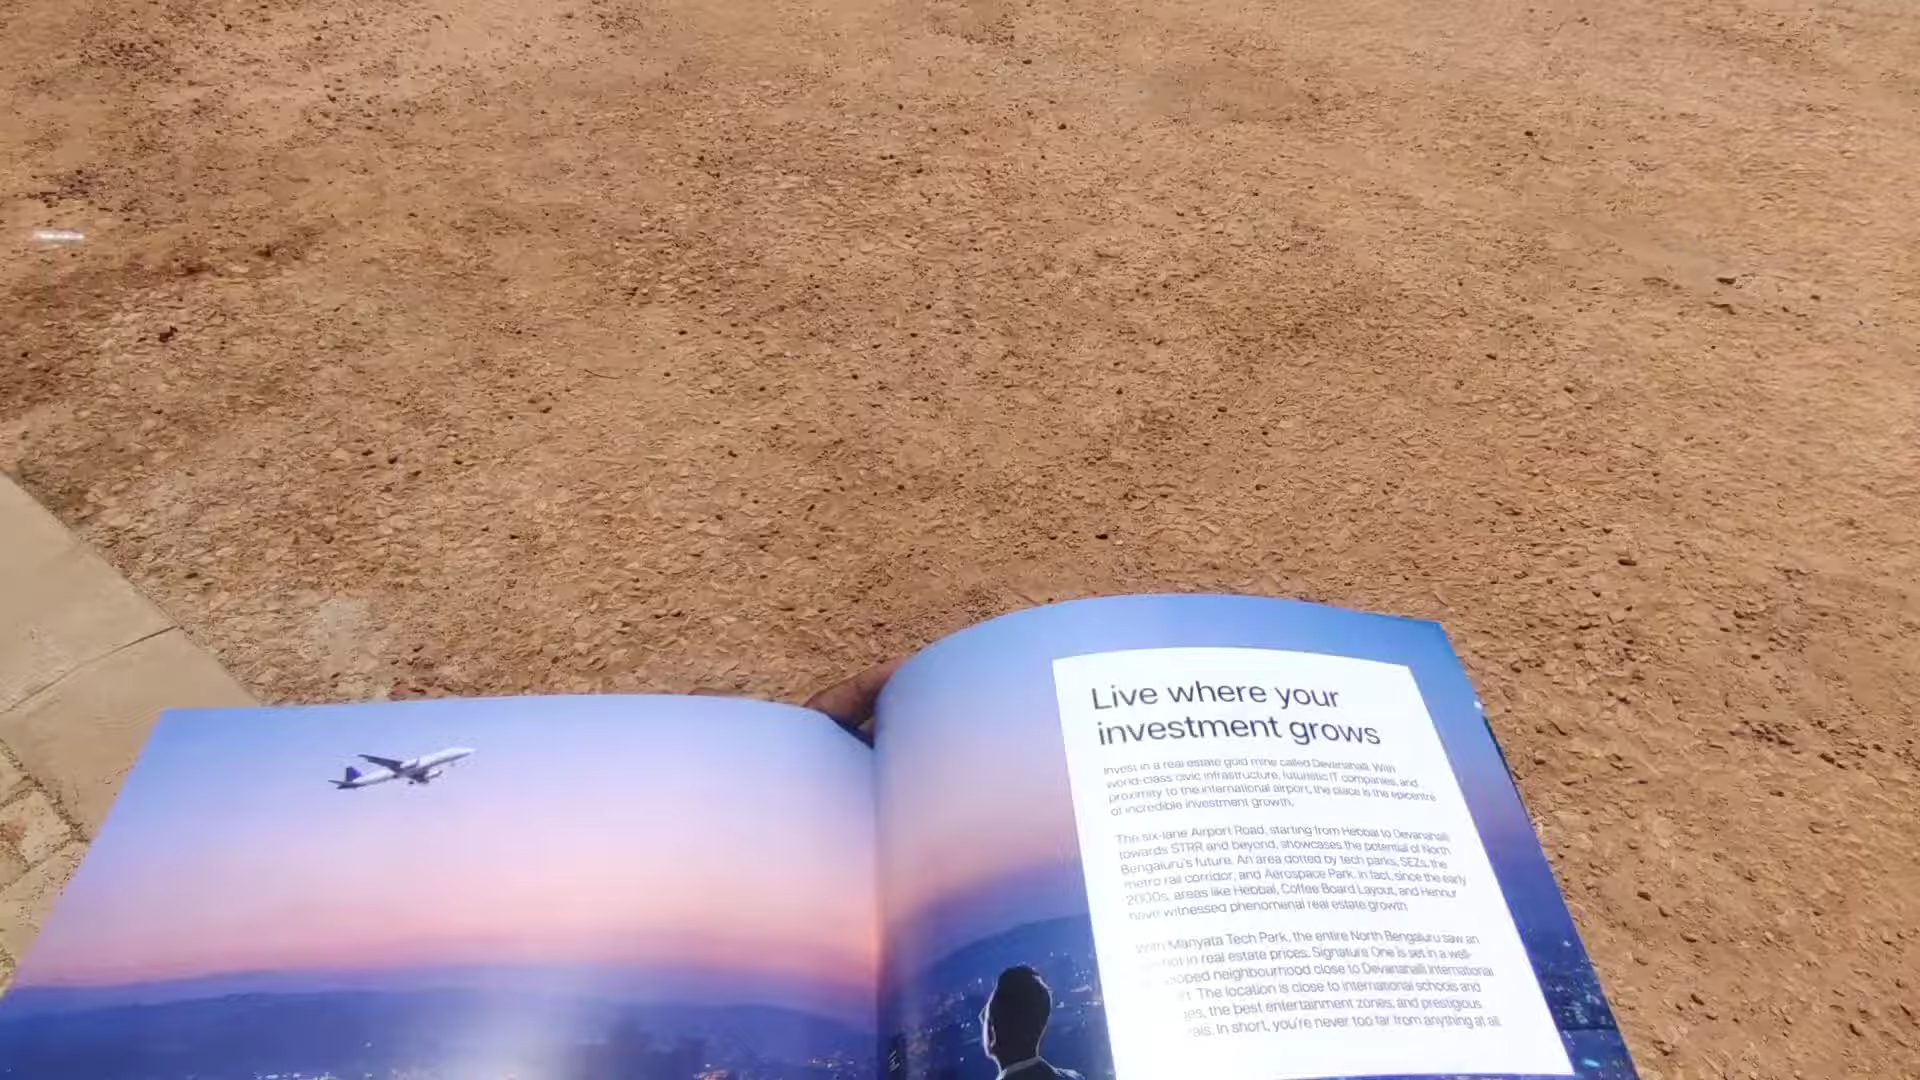 Live where your
investment grows
Invest in a real estate gold mine called Devanahalli. With
world-class civic infrastructure, futuristic IT companies, and
proximity to the international airport, the place is the epicentre
of incredible investment growth.
The six-lane Airport Road, starting from Hebbal to Devanahalli
towards STRR and beyond, showcases the potential of North
Bengaluru's future. An area dotted by tech parks, SEZs, the
metro rail corridor, and Aerospace Park. In fact, since the early
2000s, areas like Hebbal, Coffee Board Layout, and Hennur
have witnessed phenomenal real estate growth.
With Manyata Tech Park, the entire North Bengaluru saw an
in real estate prices. Signature One is set in a well-
neighbourhood close to Devanahalli International
The location is close to international schools and
the best entertainment zones, and prestigious
In short, you're never too far from anything at all.